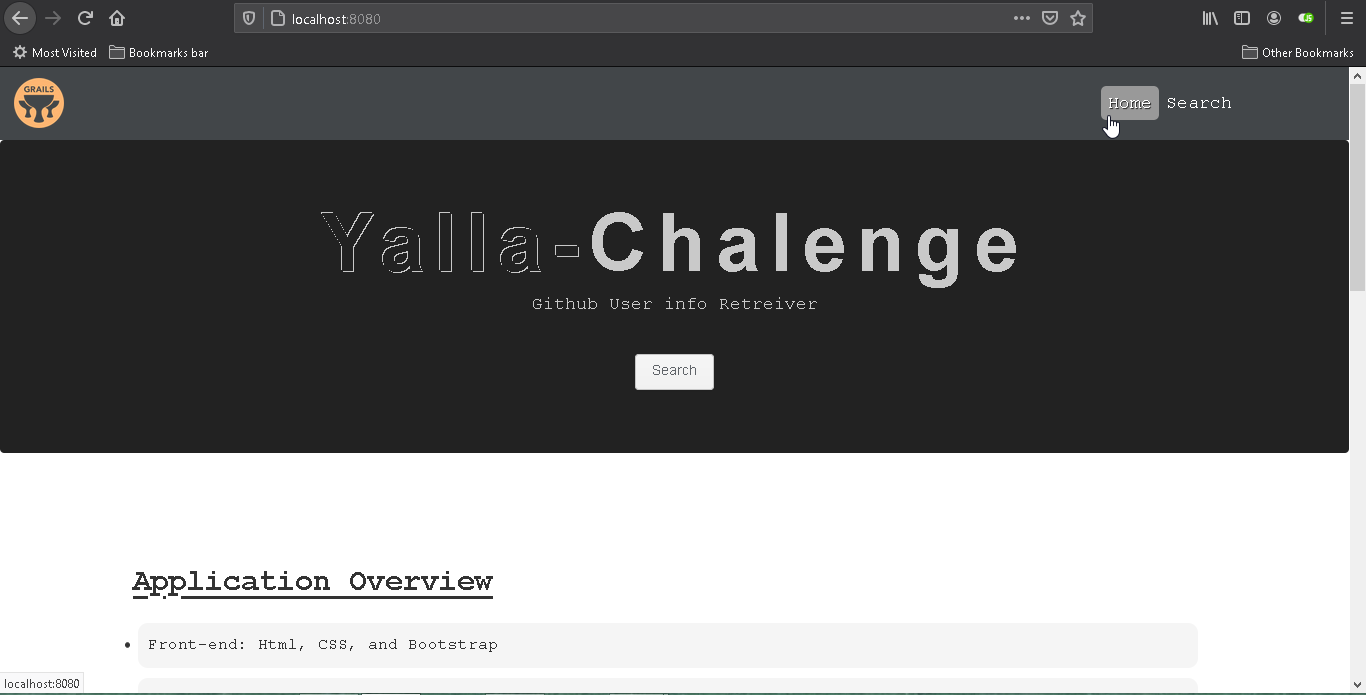 localhost:8080
Most Visited
Bookmarks bar
Other Bookmarks
GRAILS
Home
Search
Yalla-Chalenge
Github User info Retreiver
Search
Application Overview
Front-end: Html, CSS, and Bootstrap
localhost:8080